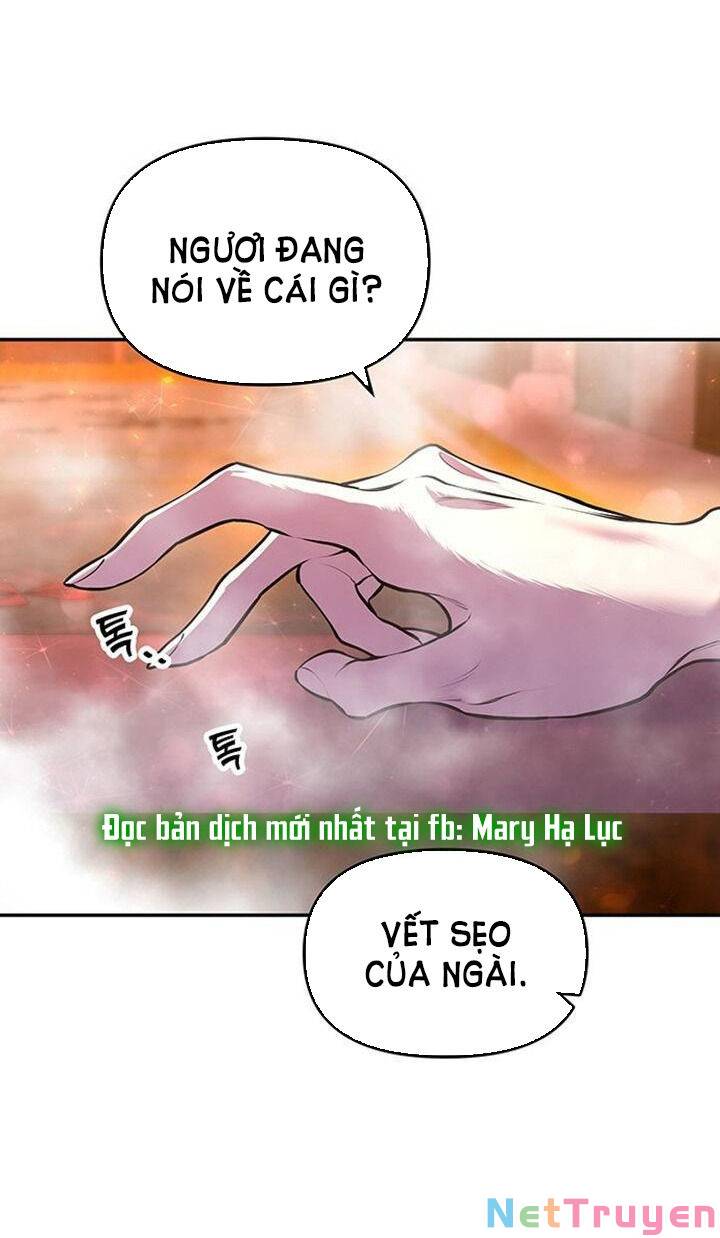 NGƯƠI ĐANG
NÓI VỀ CÁI GÌ?
톡
톡
Đọc bản dịch mới nhất tại fb: Mary Hạ Lục
VẾT SẸO
CỦA NGÀI.
NetTruyen